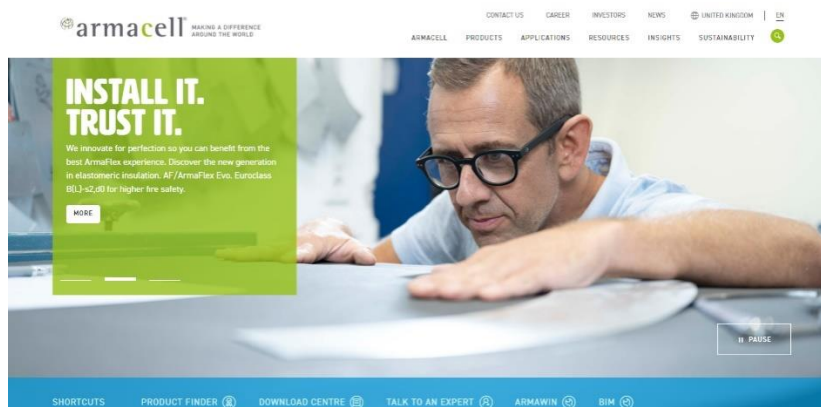 CONTACT US CAREER INVESTORS NEWS UNITED KINGDOM | EN
armacell® MAKING A DIFFERENCE
AROUND THE WORLD
ARMACELL PRODUCTS APPLICATIONS RESOURCES INSIGHTS SUSTAINABILITY
INSTALL IT.
TRUST IT.
We innovate for perfection so you can benefit from the
best ArmaFlex experience. Discover the new generation
in elastomeric insulation. AF/ArmaFlex Evo. Euroclass
B(L)-s2,d0 for higher fire safety.
MORE
PAUSE
SHORTCUTS PRODUCT FINDER DOWNLOAD CENTRE TALK TO AN EXPERT ARMAWIN BIM